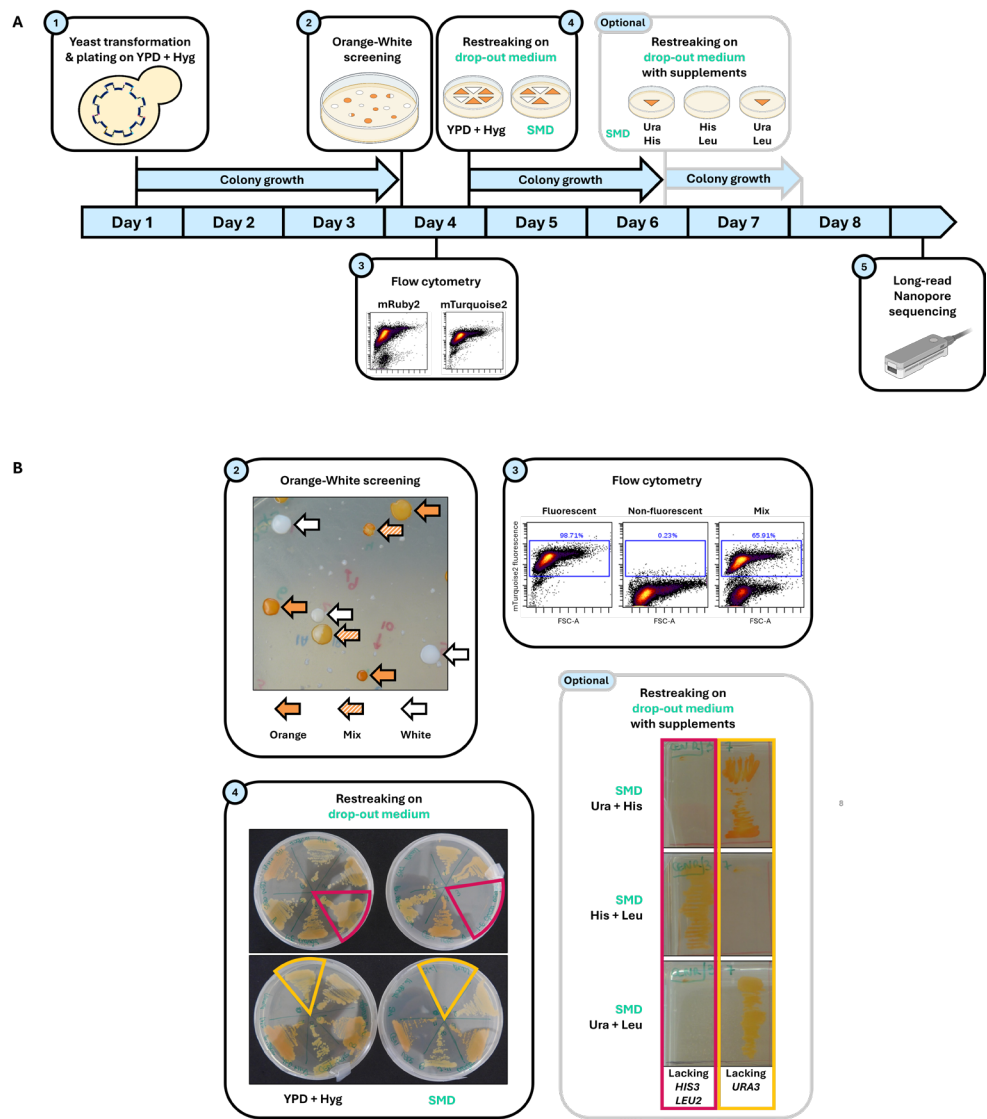 A
1
Yeast transformation
& plating on YPD + Hyg
2
Orange-White
screening
4
Restreaking on
drop-out medium
YPD + Hyg
SMD
Optional
Restreaking on
drop-out medium
with supplements
SMD
Ura
His
His
Leu
Ura
Leu
Colony growth
Colony growth
Colony growth
Day 1
Day 2
Day 3
Day 4
Day 5
Day 6
Day 7
Day 8
3
Flow cytometry
mRuby2
mTurquoise2
5
Long-read
Nanopore
sequencing
B
2
Orange-White screening
Orange
Mix
White
3
Flow cytometry
Fluorescent
Non-fluorescent
Mix
mTurquoise2 fluorescence
98.71%
0.23%
65.91%
FSC-A
FSC-A
FSC-A
4
Restreaking on
drop-out medium
YPD + Hyg
SMD
Optional
Restreaking on
drop-out medium
with supplements
SMD
Ura + His
SMD
His + Leu
SMD
Ura + Leu
Lacking
HIS3
LEU2
Lacking
URA3
8